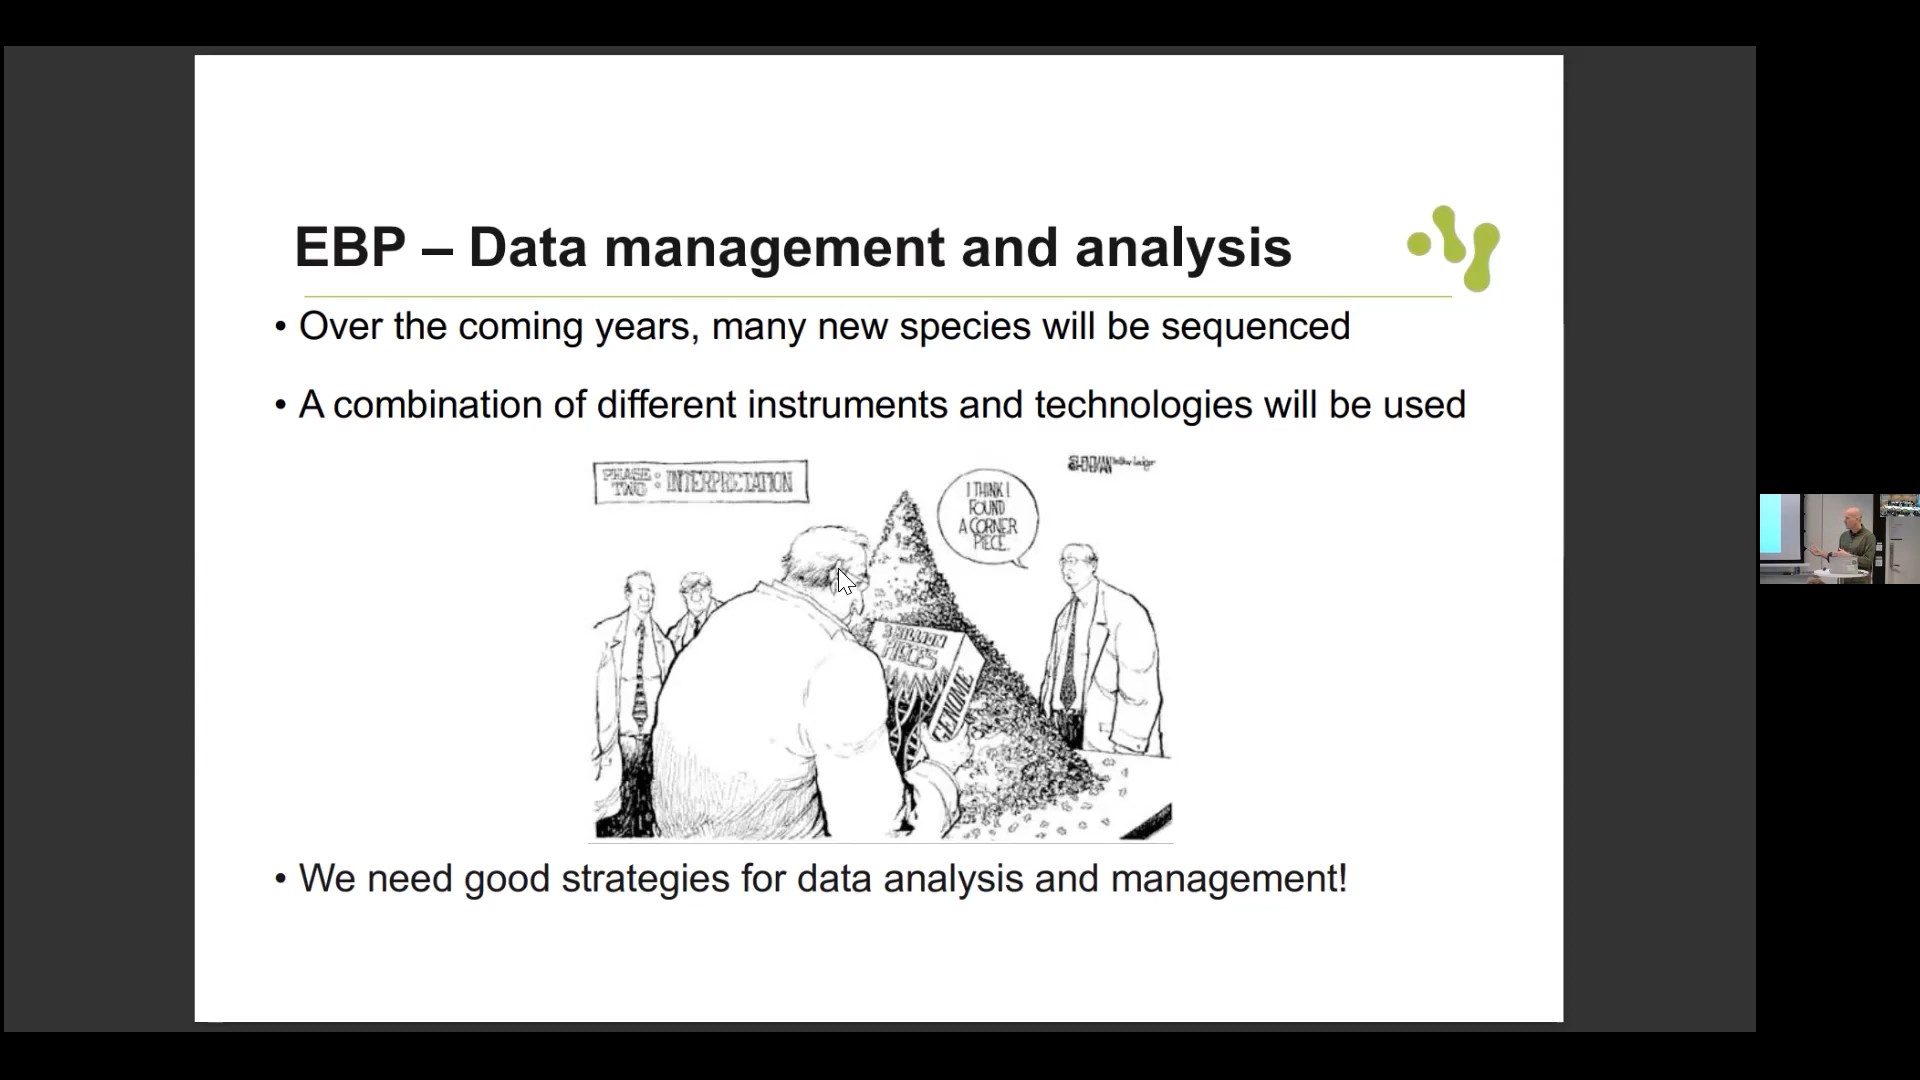 EBP – Data management and analysis
• Over the coming years, many new species will be sequenced
• A combination of different instruments and technologies will be used
PHASE TWO: INTERPRETATION
I THINK I
FOUND
A CORNER
PIECE.
PIECES
GENOME
• We need good strategies for data analysis and management!